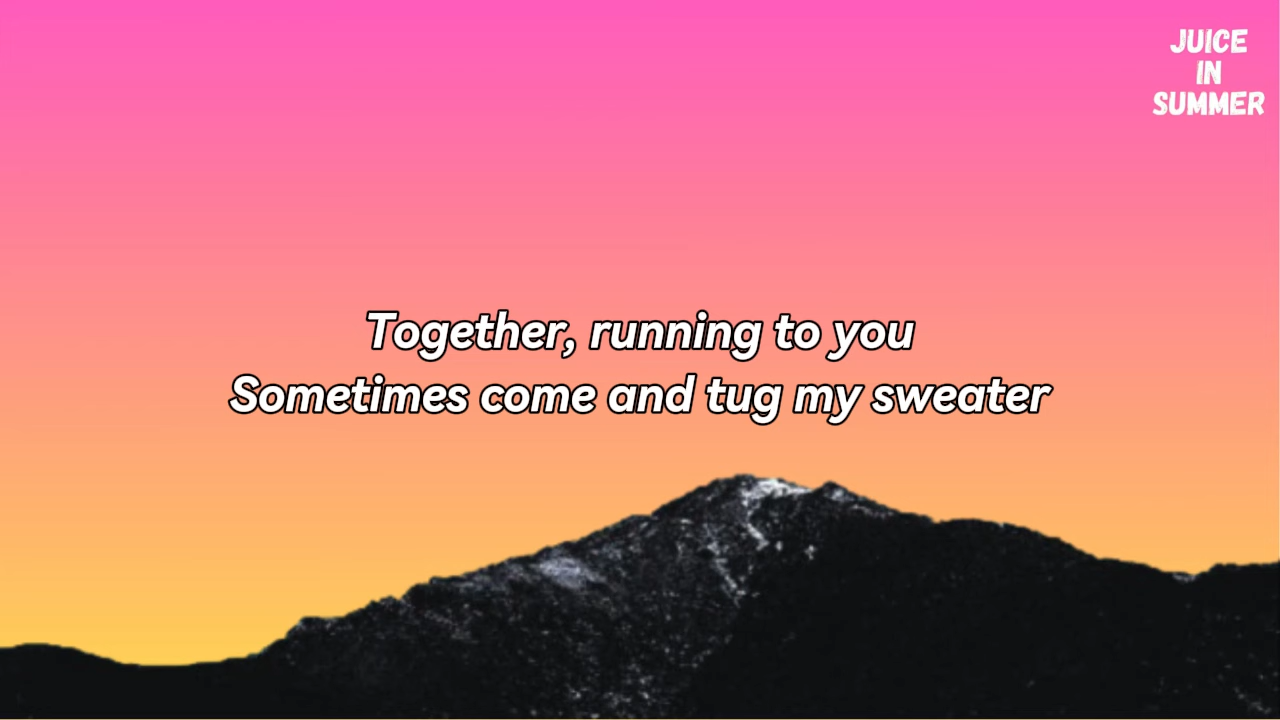 JUICE
IN
SUMMER
Together, running to you
Sometimes come and tug my sweater